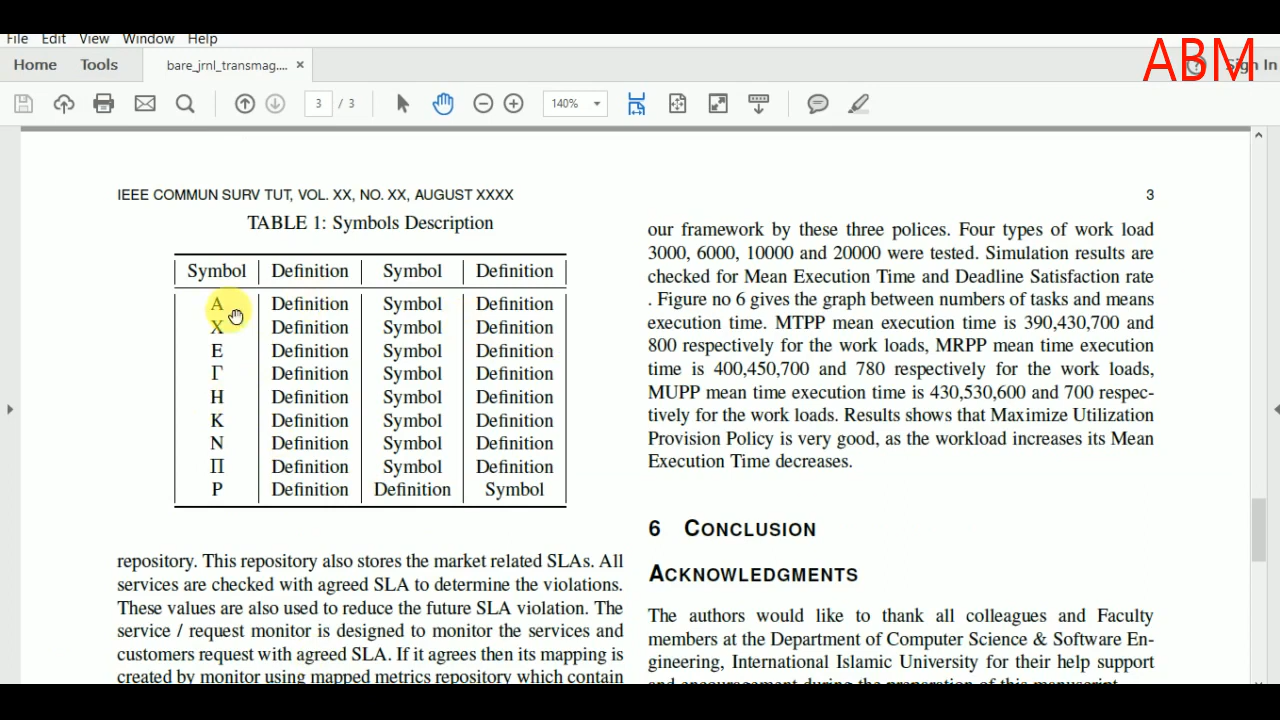 File Edit View Window Help
ABM
Home Tools bare_jrnl_transmag.... × Sign In
3 / 3 140%
IEEE COMMUN SURV TUT, VOL. XX, NO. XX, AUGUST XXXX 3
TABLE 1: Symbols Description
Symbol Definition Symbol Definition
Α Definition Symbol Definition
Χ Definition Symbol Definition
Ε Definition Symbol Definition
Γ Definition Symbol Definition
Η Definition Symbol Definition
Κ Definition Symbol Definition
Ν Definition Symbol Definition
Π Definition Symbol Definition
Ρ Definition Definition Symbol
repository. This repository also stores the market related SLAs. All
services are checked with agreed SLA to determine the violations.
These values are also used to reduce the future SLA violation. The
service / request monitor is designed to monitor the services and
customers request with agreed SLA. If it agrees then its mapping is
created by monitor using mapped metrics repository which contain
our framework by these three polices. Four types of work load
3000, 6000, 10000 and 20000 were tested. Simulation results are
checked for Mean Execution Time and Deadline Satisfaction rate
. Figure no 6 gives the graph between numbers of tasks and means
execution time. MTPP mean execution time is 390,430,700 and
800 respectively for the work loads, MRPP mean time execution
time is 400,450,700 and 780 respectively for the work loads,
MUPP mean time execution time is 430,530,600 and 700 respec-
tively for the work loads. Results shows that Maximize Utilization
Provision Policy is very good, as the workload increases its Mean
Execution Time decreases.
6 CONCLUSION
ACKNOWLEDGMENTS
The authors would like to thank all colleagues and Faculty
members at the Department of Computer Science & Software En-
gineering, International Islamic University for their help support
and encouragement during the preparation of this manuscript.